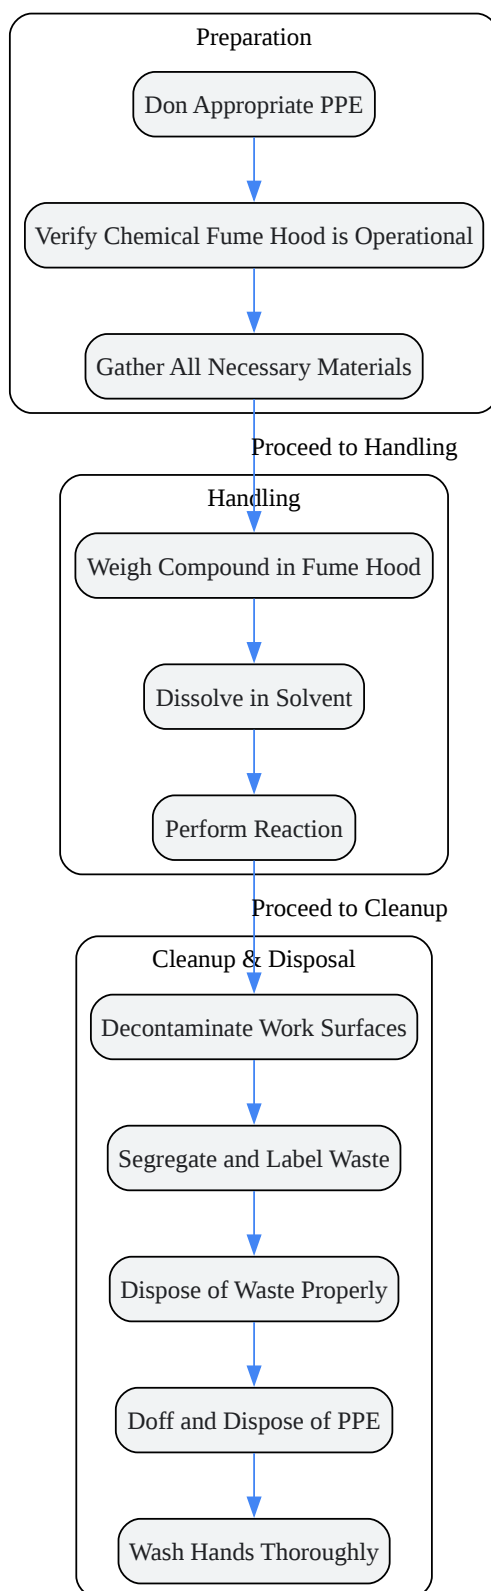 Preparation
Don Appropriate PPE
Verify Chemical Fume Hood is Operational
Gather All Necessary Materials
Proceed to Handling
Handling
Weigh Compound in Fume Hood
Dissolve in Solvent
Perform Reaction
Proceed to Cleanup
Cleanup & Disposal
Decontaminate Work Surfaces
Segregate and Label Waste
Dispose of Waste Properly
Doff and Dispose of PPE
Wash Hands Thoroughly